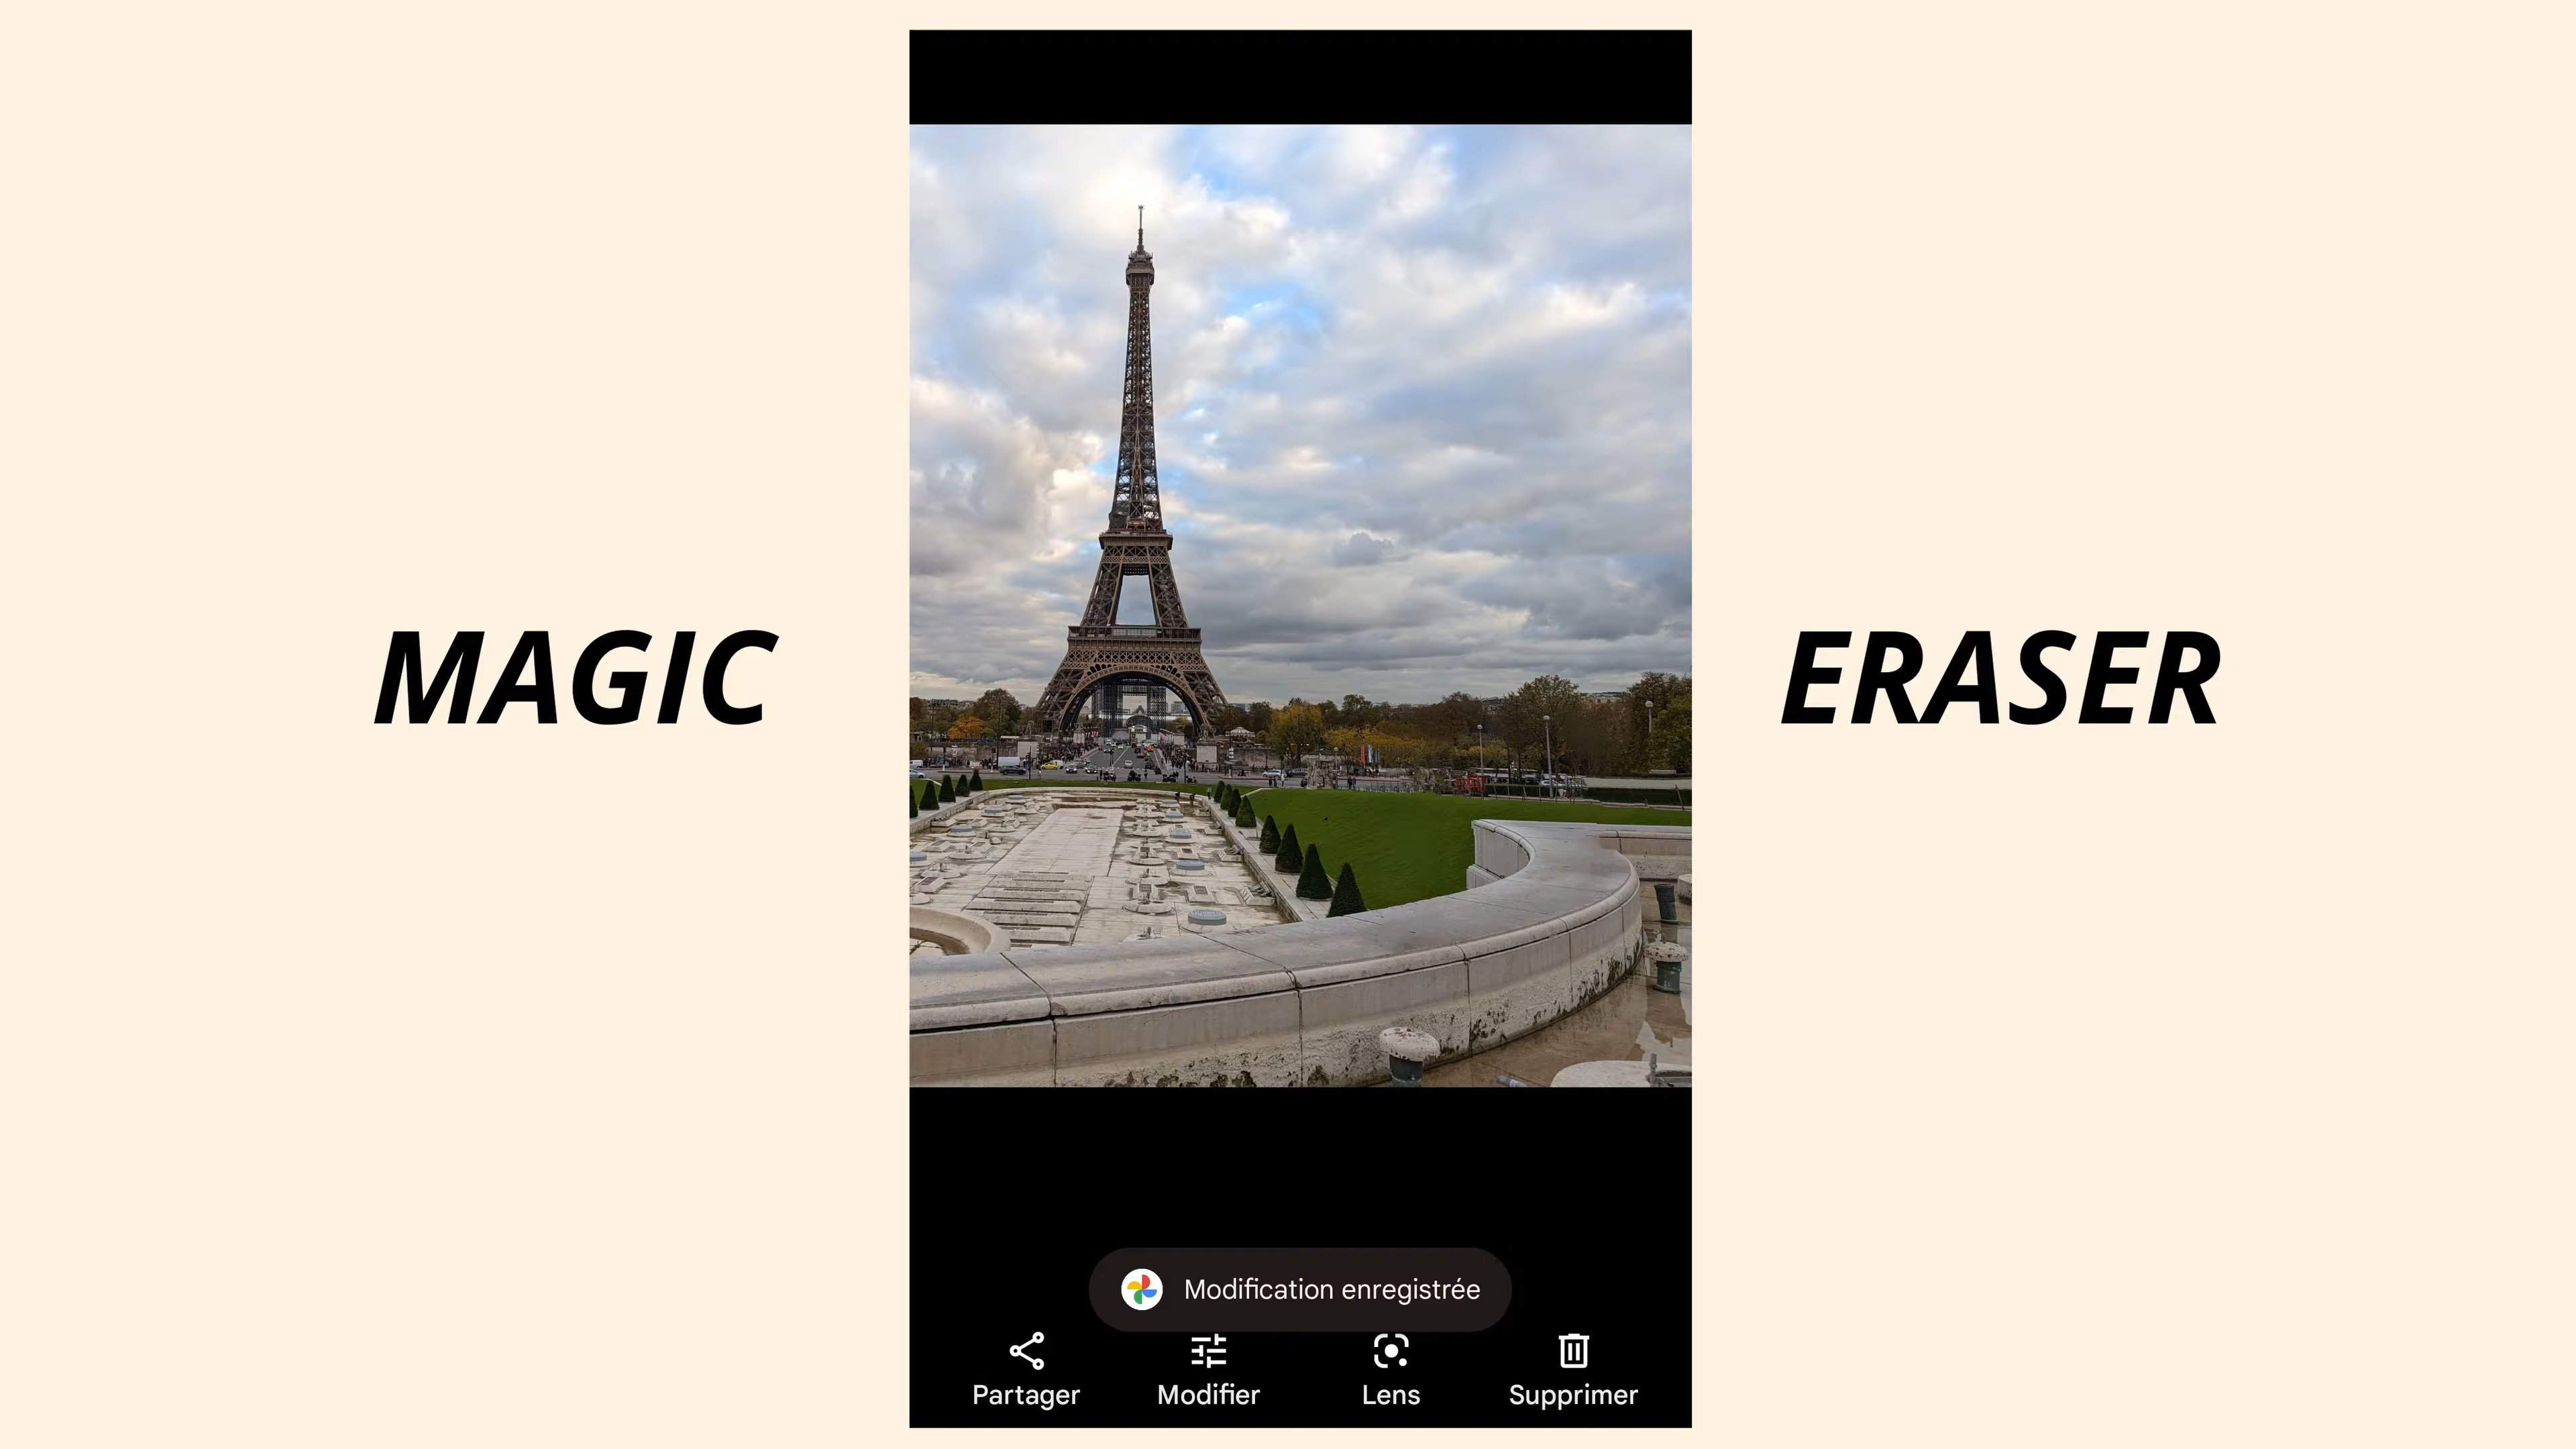 MAGIC
ERASER
Modification enregistrée
Partager
Modifier
Lens
Supprimer